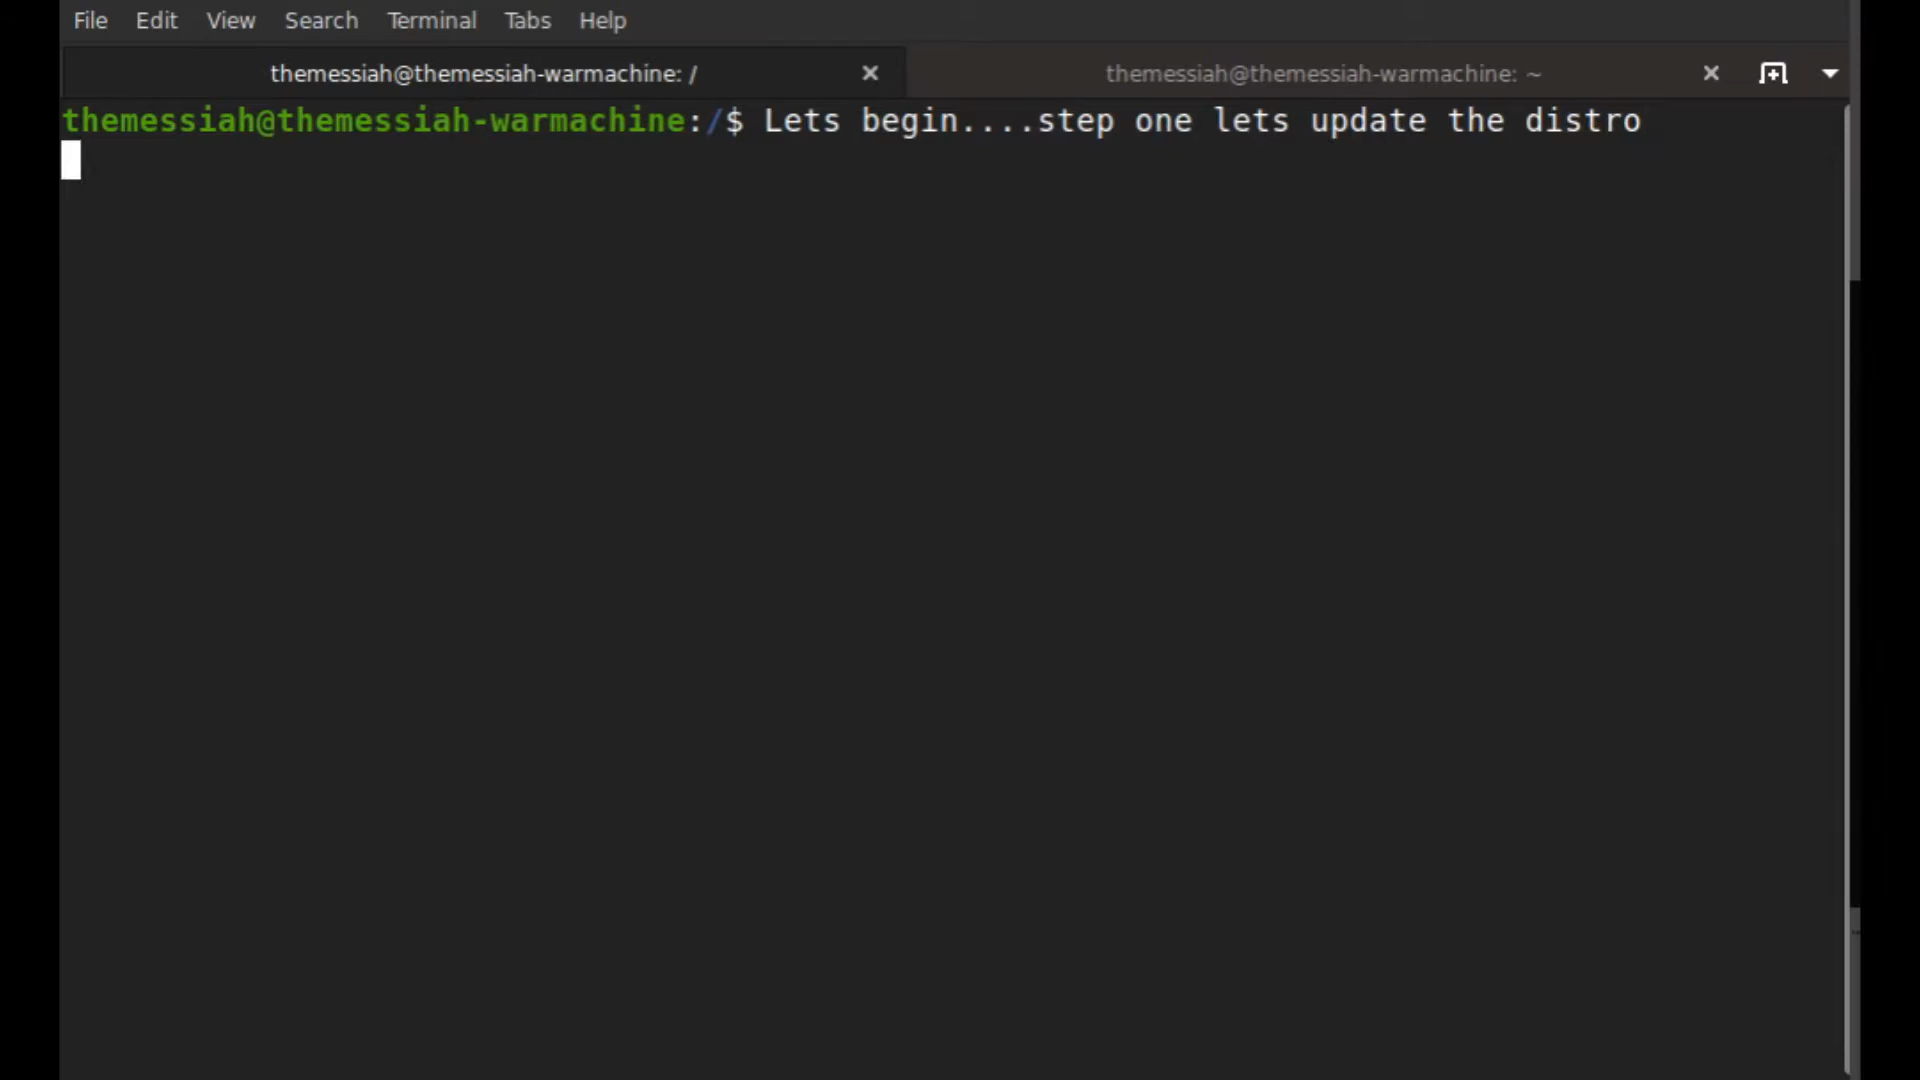 File Edit View Search Terminal Tabs Help
themessiah@themessiah-warmachine: / themessiah@themessiah-warmachine: ~
themessiah@themessiah-warmachine:/$ Lets begin....step one lets update the distro